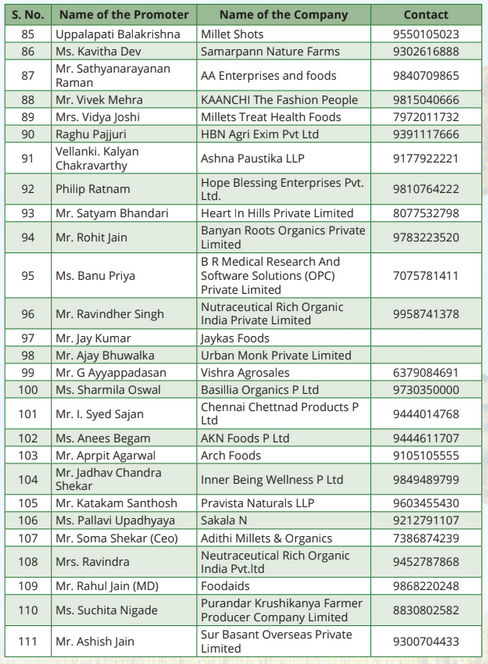 S. No. Name of the Promoter Name of the Company Contact
85 Uppalapati Balakrishna Millet Shots 9550105023
86 Ms. Kavitha Dev Samarpann Nature Farms 9302616888
87 Mr. Sathyanarayanan
Raman AA Enterprises and foods 9840709865
88 Mr. Vivek Mehra KAANCHI The Fashion People 9815040666
89 Mrs. Vidya Joshi Millets Treat Health Foods 7972011732
90 Raghu Pajjuri HBN Agri Exim Pvt Ltd 9391117666
91 Vellanki. Kalyan
Chakravarthy Ashna Paustika LLP 9177922221
92 Philip Ratnam Hope Blessing Enterprises Pvt.
Ltd. 9810764222
93 Mr. Satyam Bhandari Heart In Hills Private Limited 8077532798
94 Mr. Rohit Jain Banyan Roots Organics Private
Limited 9783223520
95 Ms. Banu Priya B R Medical Research And
Software Solutions (OPC)
Private Limited 7075781411
96 Mr. Ravindher Singh Nutraceutical Rich Organic
India Private Limited 9958741378
97 Mr. Jay Kumar Jaykas Foods
98 Mr. Ajay Bhuwalka Urban Monk Private Limited
99 Mr. G Ayyappadasan Vishra Agrosales 6379084691
100 Ms. Sharmila Oswal Basillia Organics P Ltd 9730350000
101 Mr. I. Syed Sajan Chennai Chettnad Products P
Ltd 9444014768
102 Ms. Anees Begam AKN Foods P Ltd 9444611707
103 Mr. Aprpit Agarwal Arch Foods 9105105555
104 Mr. Jadhav Chandra
Shekar Inner Being Wellness P Ltd 9849489799
105 Mr. Katakam Santhosh Pravista Naturals LLP 9603455430
106 Ms. Pallavi Upadhyaya Sakala N 9212791107
107 Mr. Soma Shekar (Ceo) Adithi Millets & Organics 7386874239
108 Mrs. Ravindra Neutraceutical Rich Organic
India Pvt.ltd 9452787868
109 Mr. Rahul Jain (MD) Foodaids 9868220248
110 Ms. Suchita Nigade Purandar Krushikanya Farmer
Producer Company Limited 8830802582
111 Mr. Ashish Jain Sur Basant Overseas Private
Limited 9300704433